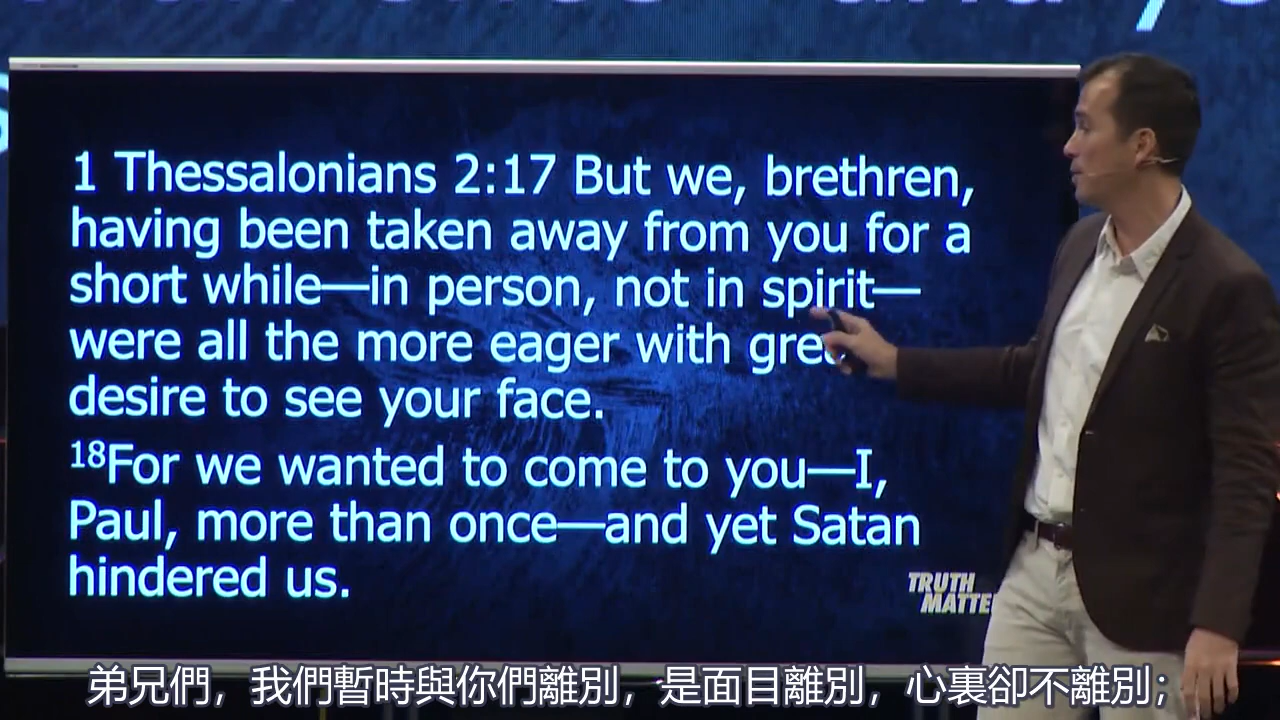 1 Thessalonians 2:17 But we, brethren,
having been taken away from you for a
short while—in person, not in spirit—
were all the more eager with
desire to see your face.
18For we wanted to come to you—I,
Paul, more than once—and yet Satan
hindered us.
TRUTH
弟兄們，我們暫時與你們離別，是面目離別，心裏卻不離別；